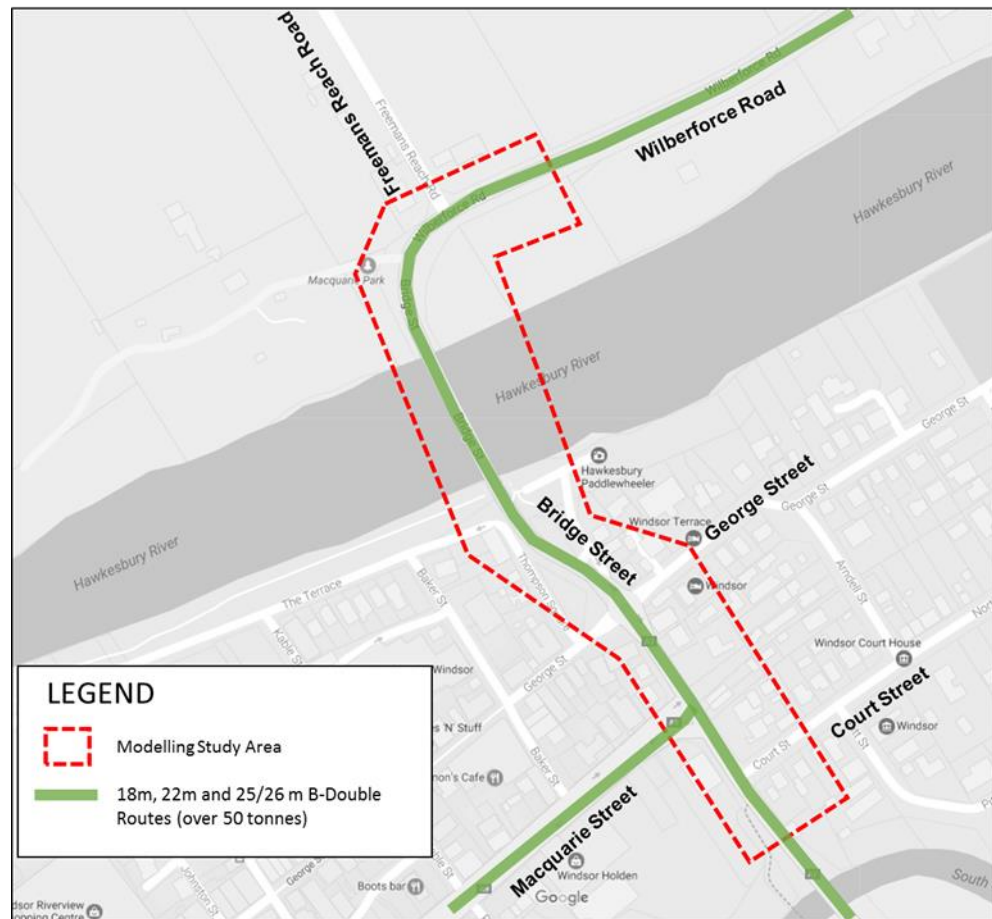 Freemans Reach Road
Freemans Reach Rd
Wilberforce Rd
Wilberforce Road
Wilberforce Rd
Hawkesbury River
Macquarie Park
Bridge St
Hawkesbury River
Bridge St
Hawkesbury
Paddlewheeler
George St
George Street
Windsor Terrace
George St
Bridge Street
Hawkesbury River
The Terrace
Baker St
Thompson Square
Windsor
Arndell St
Kable St
Windsor Court House
George St
Court Street
Windsor
Court St
Baker St
Macquarie Street
Windsor Holden
Boots bar
Google
South
Johnston St
George St
LEGEND
Modelling Study Area
18m, 22m and 25/26 m B-Double
Routes (over 50 tonnes)